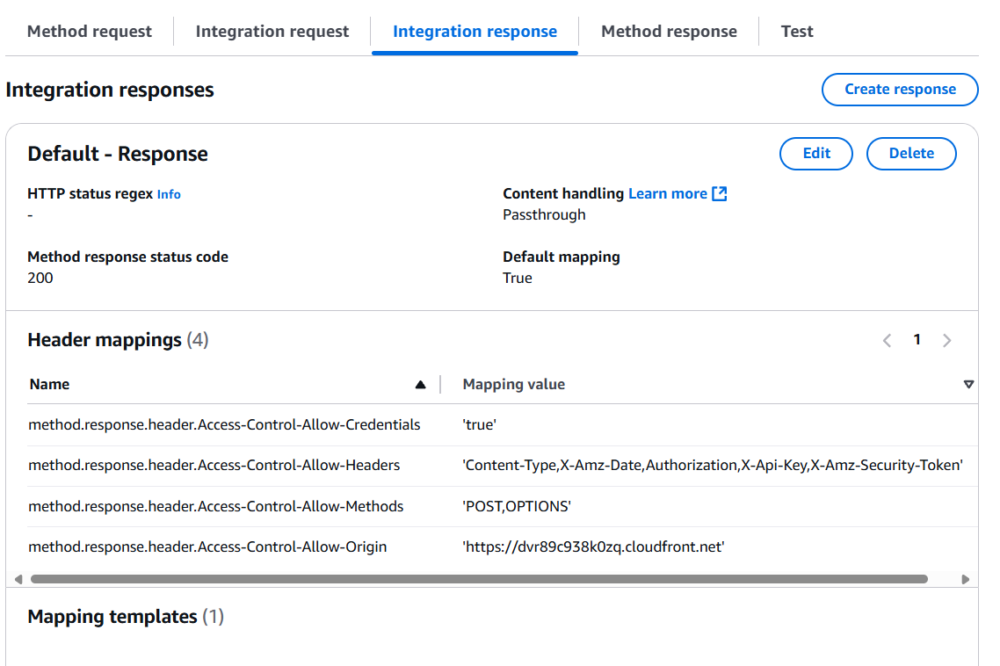 Method request
Integration request
Integration response
Method response
Test
Integration responses
Create response
Default - Response
Edit
Delete
HTTP status regex Info
-
Content handling Learn more
Passthrough
Method response status code
200
Default mapping
True
Header mappings (4)
1
Name
Mapping value
method.response.header.Access-Control-Allow-Credentials
'true'
method.response.header.Access-Control-Allow-Headers
'Content-Type,X-Amz-Date,Authorization,X-Api-Key,X-Amz-Security-Token'
method.response.header.Access-Control-Allow-Methods
'POST,OPTIONS'
method.response.header.Access-Control-Allow-Origin
'https://dvr89c938k0zq.cloudfront.net'
Mapping templates (1)